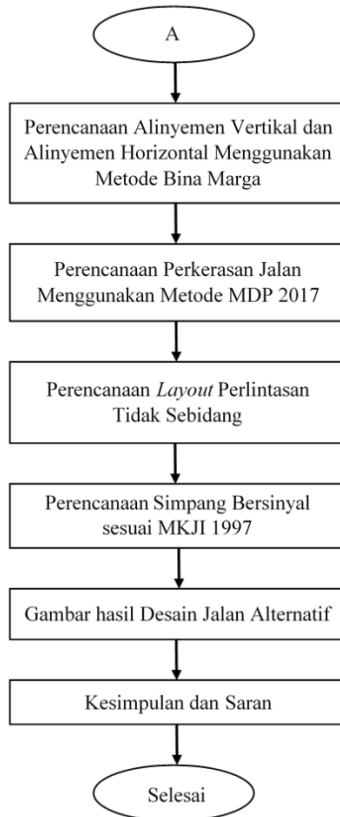 A
Perencanaan Alinyemen Vertikal dan
Alinyemen Horizontal Menggunakan
Metode Bina Marga
Perencanaan Perkerasan Jalan
Menggunakan Metode MDP 2017
Perencanaan Layout Perlintasan
Tidak Sebidang
Perencanaan Simpang Bersinyal
sesuai MKJI 1997
Gambar hasil Desain Jalan Alternatif
Kesimpulan dan Saran
Selesai